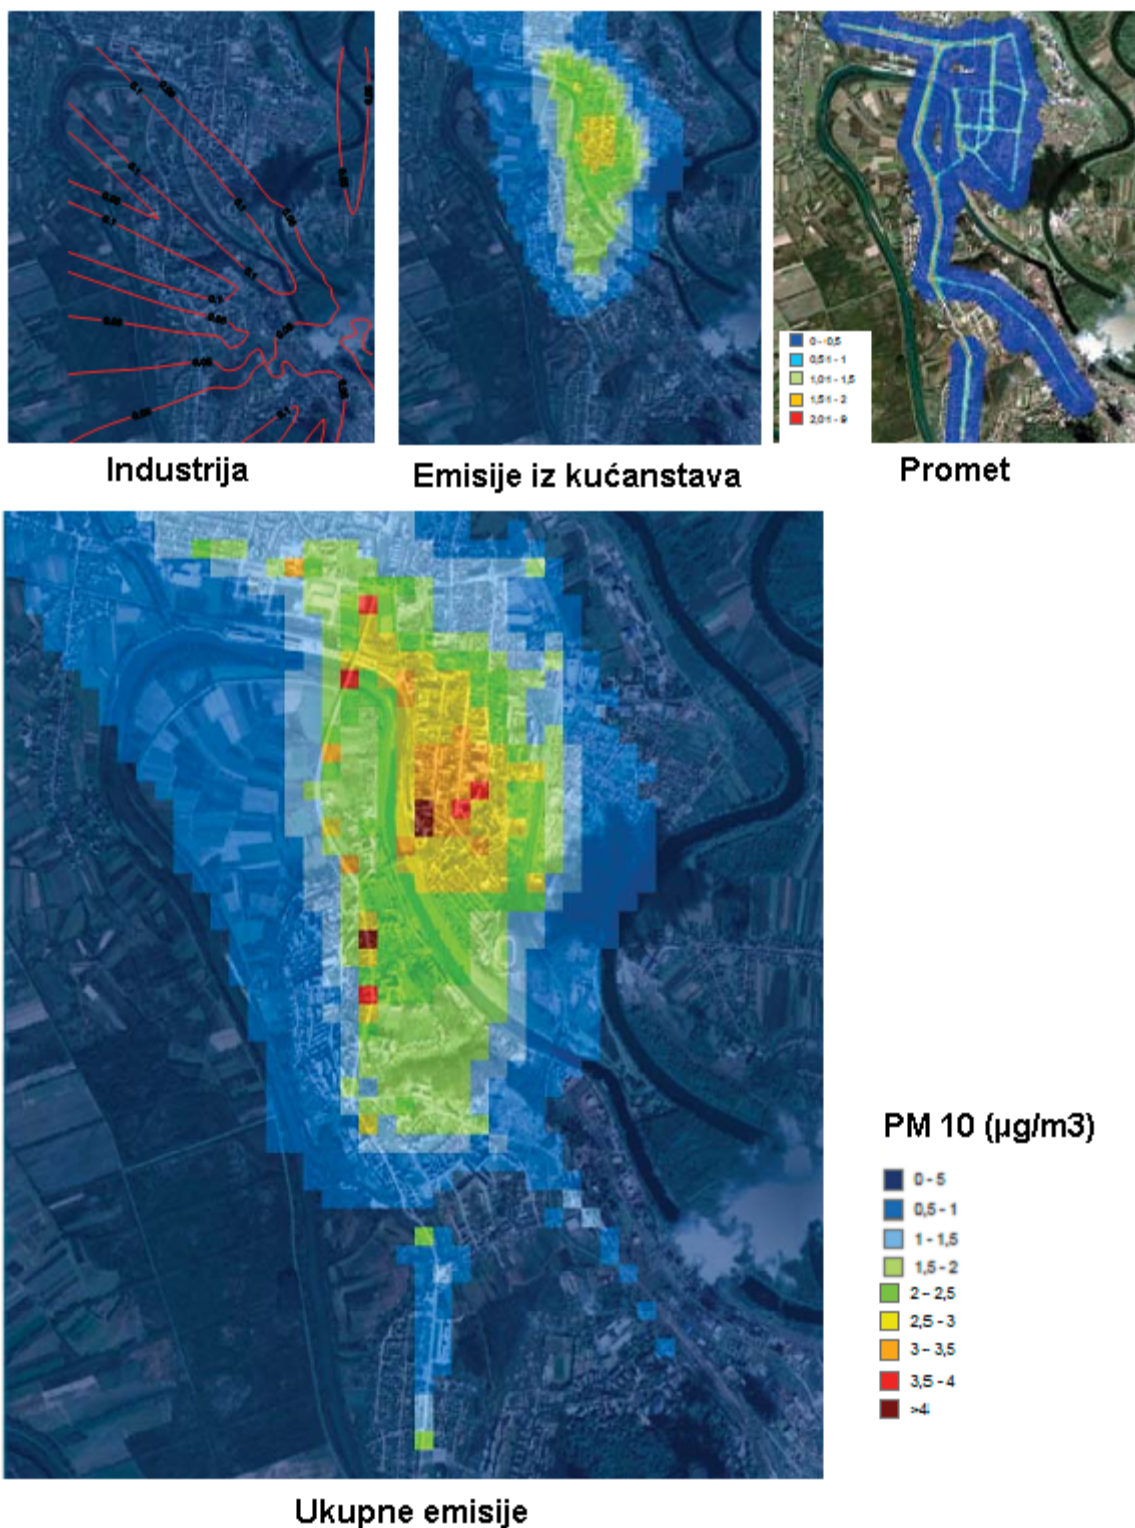 0 - 0,5
0,51 - 1
1,01 - 1,5
1,51 - 2
2,01 - 9
Industrija
Emisije iz kućanstava
Promet
PM 10 (µg/m3)
0 - 5
0,5 - 1
1 - 1,5
1,5 - 2
2 – 2,5
2,5 – 3
3 – 3,5
3,5 - 4
>4
Ukupne emisije